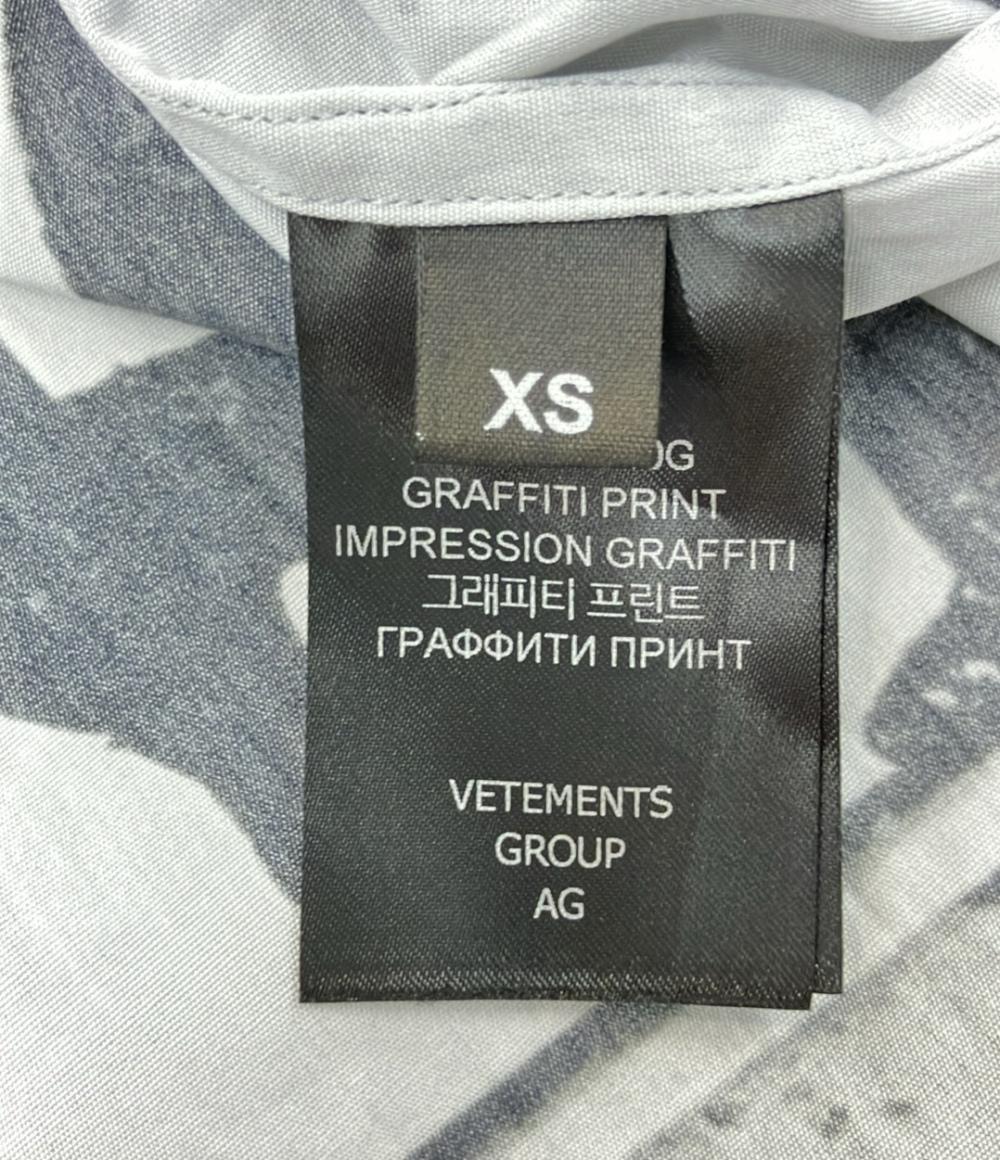 XS
GRAFFITI PRINT
IMPRESSION GRAFFITI
그래피티 프린트
ГРАФФИТИ ПРИНТ
VETEMENTS
GROUP
AG